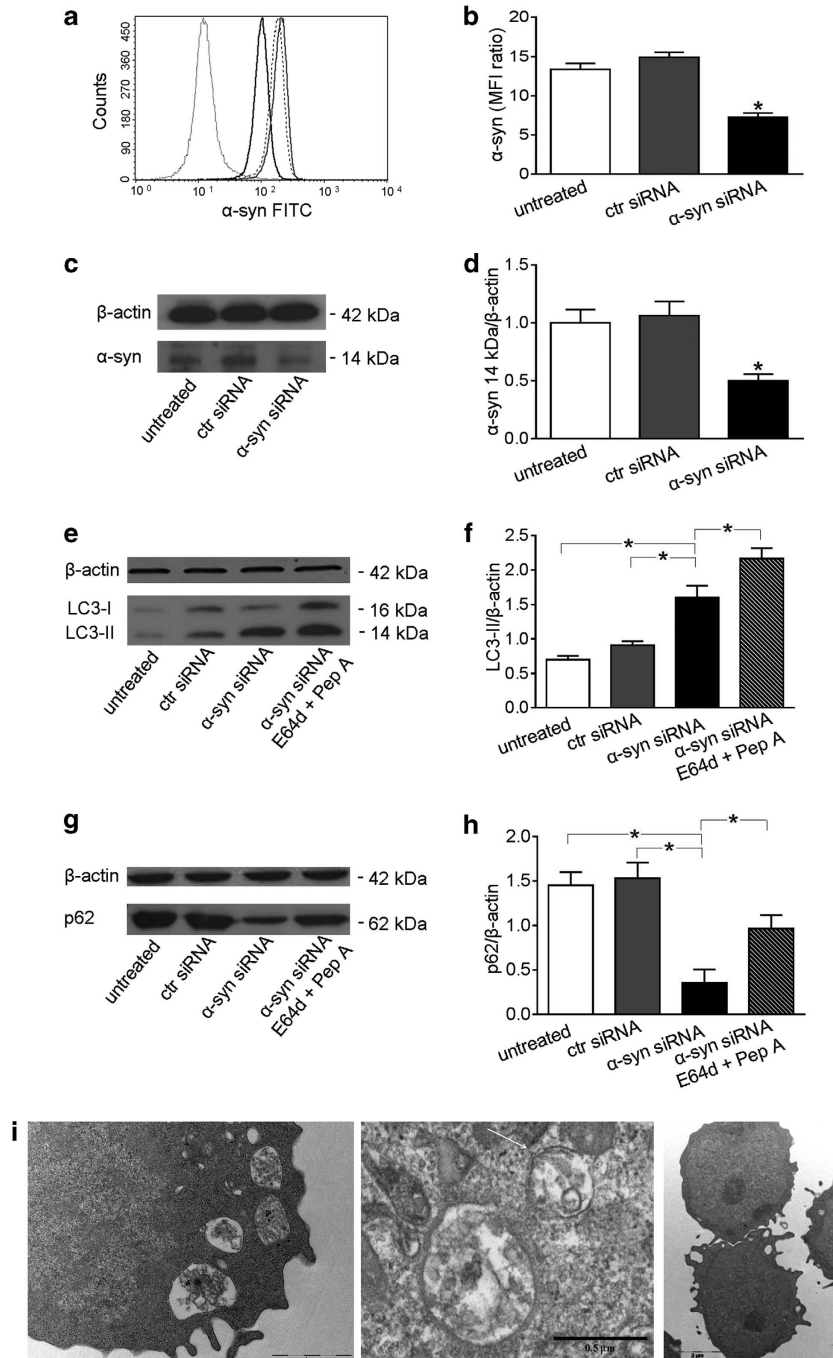 a
Counts
0 90 180 270 360 450
10^0 10^1 10^2 10^3 10^4
α-syn FITC
b
α-syn (MFI ratio)
20
15
10
5
0
*
untreated
ctr siRNA
α-syn siRNA
c
β-actin
- 42 kDa
α-syn
- 14 kDa
untreated
ctr siRNA
α-syn siRNA
d
α-syn 14 kDa/β-actin
1.5
1.0
0.5
0.0
*
untreated
ctr siRNA
α-syn siRNA
e
β-actin
- 42 kDa
LC3-I
- 16 kDa
LC3-II
- 14 kDa
untreated
ctr siRNA
α-syn siRNA
α-syn siRNA
E64d + Pep A
f
LC3-II/β-actin
2.5
2.0
1.5
1.0
0.5
0.0
*
*
*
untreated
ctr siRNA
α-syn siRNA
α-syn siRNA
E64d + Pep A
g
β-actin
- 42 kDa
p62
- 62 kDa
untreated
ctr siRNA
α-syn siRNA
α-syn siRNA
E64d + Pep A
h
p62/β-actin
2.0
1.5
1.0
0.5
0.0
*
*
*
untreated
ctr siRNA
α-syn siRNA
α-syn siRNA
E64d + Pep A
i
0.5 µm
2 µm